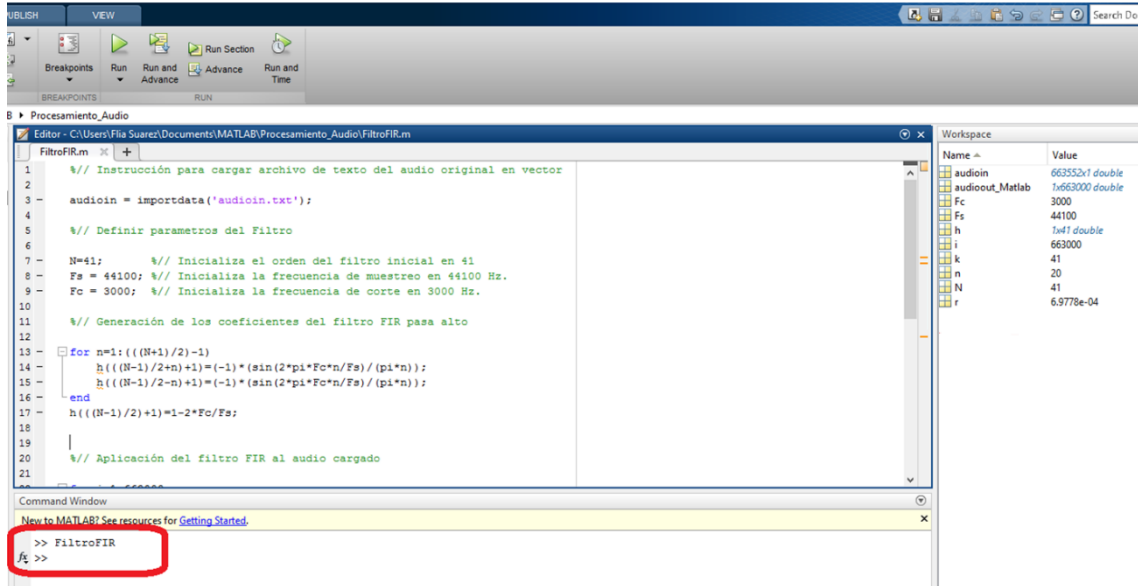 PUBLISH VIEW
Search Do
Breakpoints Run Run and Advance Run Section Advance Run and Time
BREAKPOINTS RUN
B ▸ Procesamiento_Audio
Editor - C:\Users\Flia Suarez\Documents\MATLAB\Procesamiento_Audio\FiltroFIR.m
FiltroFIR.m
1 %// Instrucción para cargar archivo de texto del audio original en vector
2
3 - audioin = importdata('audioin.txt');
4
5 %// Definir parametros del Filtro
6
7 - N=41; %// Inicializa el orden del filtro inicial en 41
8 - Fs = 44100; %// Inicializa la frecuencia de muestreo en 44100 Hz.
9 - Fc = 3000; %// Inicializa la frecuencia de corte en 3000 Hz.
10
11 %// Generación de los coeficientes del filtro FIR pasa alto
12
13 - for n=1:(((N+1)/2)-1)
14 - h(((N-1)/2+n)+1)=(-1)*(sin(2*pi*Fc*n/Fs)/(pi*n));
15 - h(((N-1)/2-n)+1)=(-1)*(sin(2*pi*Fc*n/Fs)/(pi*n));
16 - end
17 - h(((N-1)/2)+1)=1-2*Fc/Fs;
18
19
20 %// Aplicación del filtro FIR al audio cargado
21
Command Window
New to MATLAB? See resources for Getting Started.
>> FiltroFIR
fx >>
Workspace
Name Value
audioin 663552x1 double
audioout_Matlab 1x663000 double
Fc 3000
Fs 44100
h 1x41 double
i 663000
k 41
n 20
N 41
r 6.9778e-04